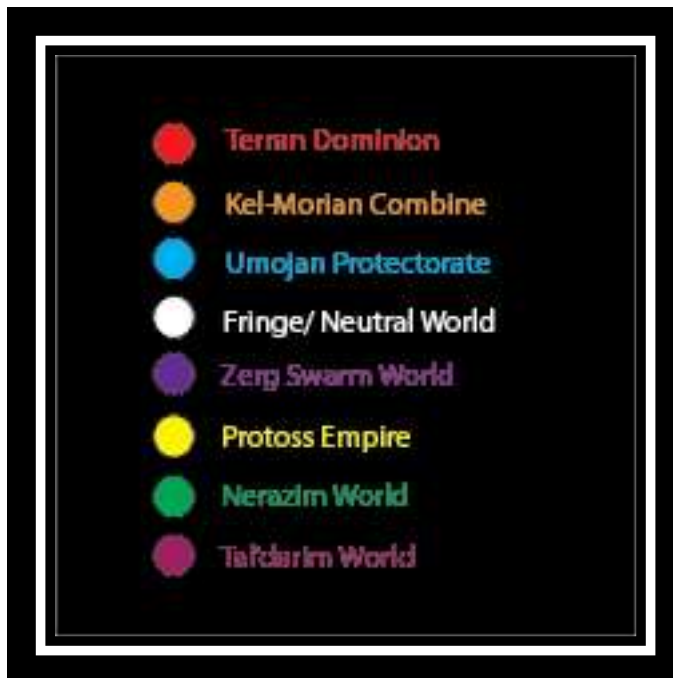 Terran Dominion
Kel-Morian Combine
Umojan Protectorate
Fringe/ Neutral World
Zerg Swarm World
Protoss Empire
Nerazim World
Tal'darim World